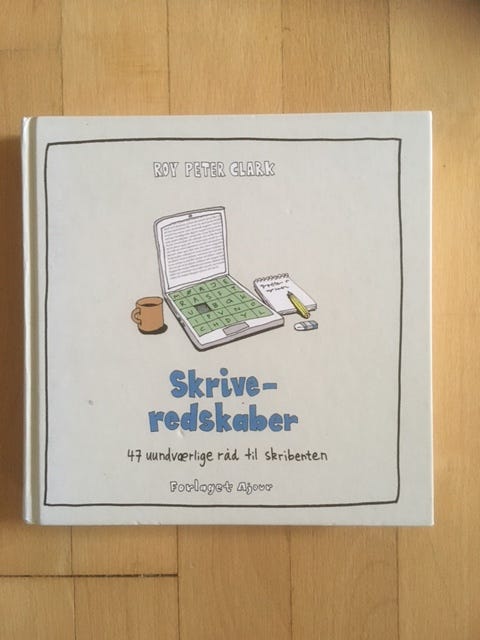 ROY PETER CLARK
Skrive-
redskaber
47 uundværlige råd til skribenten
Forlaget Ajour